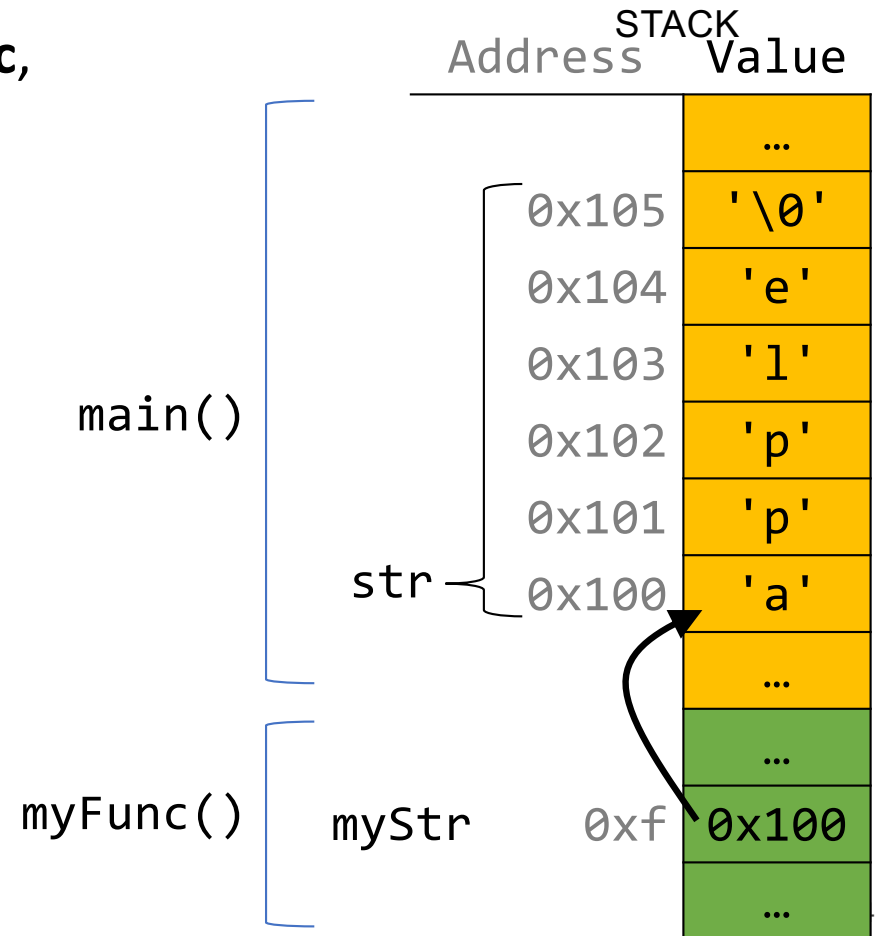 STACK
c,
Address Value
…
0x105 '\0'
0x104 'e'
0x103 'l'
main()
0x102 'p'
0x101 'p'
str
0x100 'a'
…
…
myFunc() myStr 0xf 0x100
…